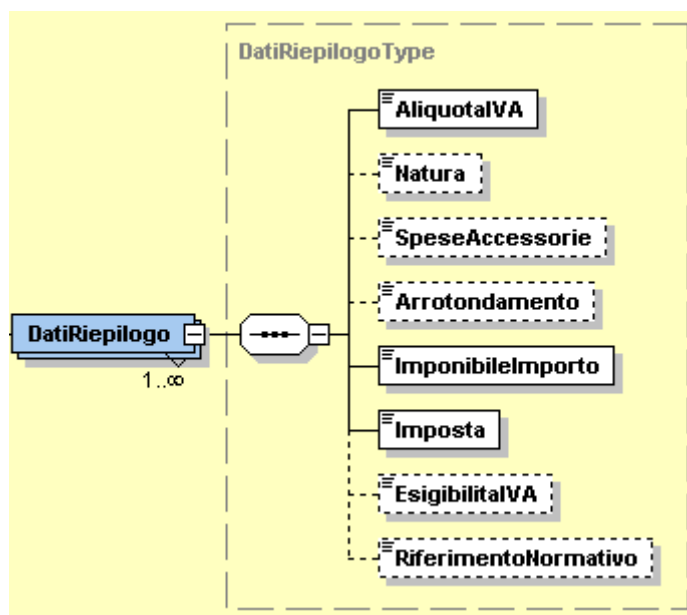 DatiRiepilogoType
AliquotaIVA
Natura
SpeseAccessorie
Arrotondamento
DatiRiepilogo
1..∞
ImponibileImporto
Imposta
EsigibilitaIVA
RiferimentoNormativo